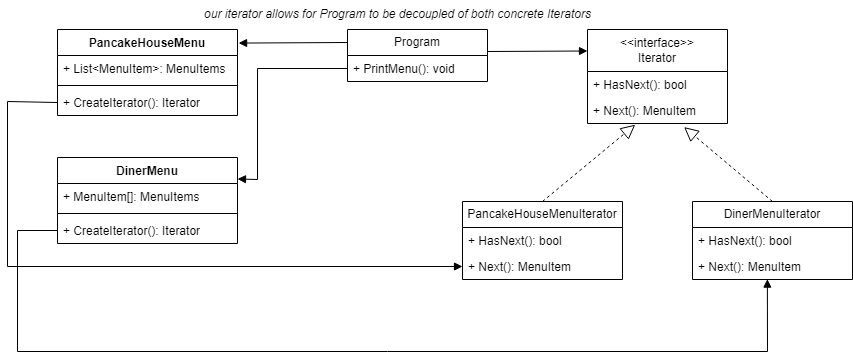 our iterator allows for Program to be decoupled of both concrete Iterators
PancakeHouseMenu
+ List<MenuItem>: MenuItems
+ CreateIterator(): Iterator
Program
+ PrintMenu(): void
<<interface>>
Iterator
+ HasNext(): bool
+ Next(): MenuItem
DinerMenu
+ MenuItem[]: MenuItems
+ CreateIterator(): Iterator
PancakeHouseMenuIterator
+ HasNext(): bool
+ Next(): MenuItem
DinerMenuIterator
+ HasNext(): bool
+ Next(): MenuItem